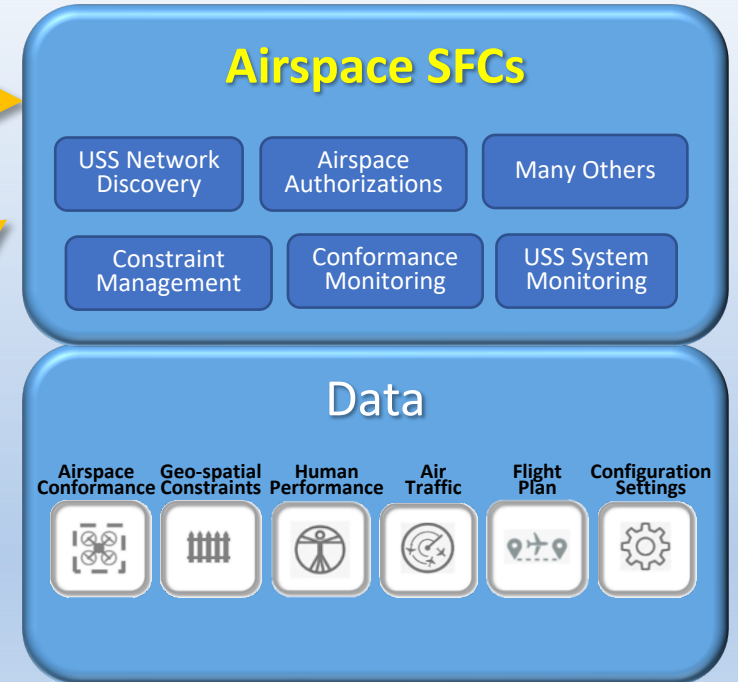 Airspace SFCs
USS Network
Discovery
Airspace
Authorizations
Many Others
Constraint
Management
Conformance
Monitoring
USS System
Monitoring
Data
Airspace
Conformance
Geo-spatial
Constraints
Human
Performance
Air
Traffic
Flight
Plan
Configuration
Settings